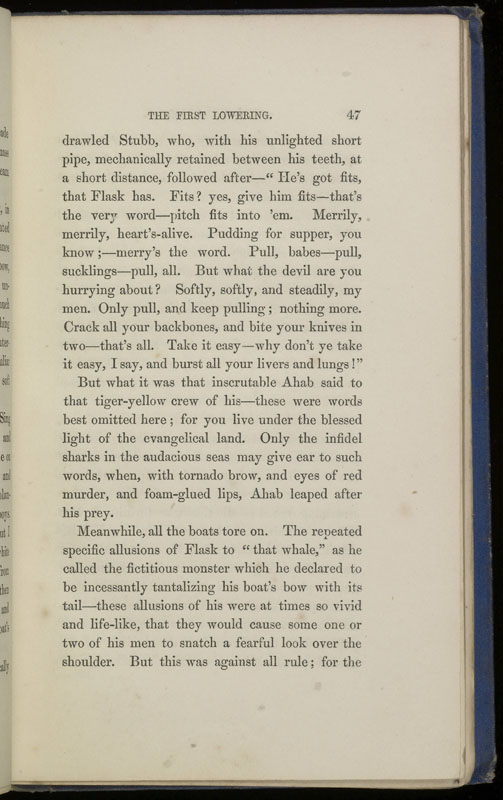 THE FIRST LOWERING. 47
drawled Stubb, who, with his unlighted short
pipe, mechanically retained between his teeth, at
a short distance, followed after—“ He's got fits,
that Flask has. Fits? yes, give him fits—that's
the very word—pitch fits into 'em. Merrily,
merrily, heart's-alive. Pudding for supper, you
know ;—merry's the word. Pull, babes—pull,
sucklings—pull, all. But what the devil are you
hurrying about? Softly, softly, and steadily, my
men. Only pull, and keep pulling; nothing more.
Crack all your backbones, and bite your knives in
two—that's all. Take it easy—why don't ye take
it easy, I say, and burst all your livers and lungs!”
But what it was that inscrutable Ahab said to
that tiger-yellow crew of his—these were words
best omitted here; for you live under the blessed
light of the evangelical land. Only the infidel
sharks in the audacious seas may give ear to such
words, when, with tornado brow, and eyes of red
murder, and foam-glued lips, Ahab leaped after
his prey.
Meanwhile, all the boats tore on. The repeated
specific allusions of Flask to “ that whale,” as he
called the fictitious monster which he declared to
be incessantly tantalizing his boat's bow with its
tail—these allusions of his were at times so vivid
and life-like, that they would cause some one or
two of his men to snatch a fearful look over the
shoulder. But this was against all rule; for the